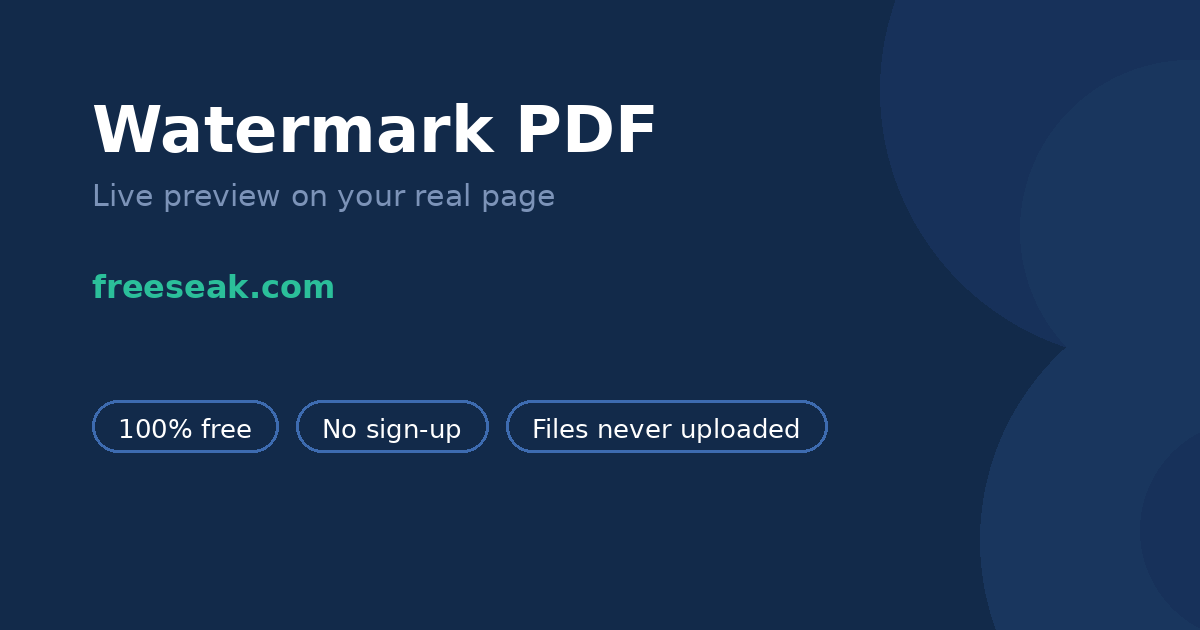 Watermark PDF
Live preview on your real page
freeseak.com
100% free
No sign-up
Files never uploaded